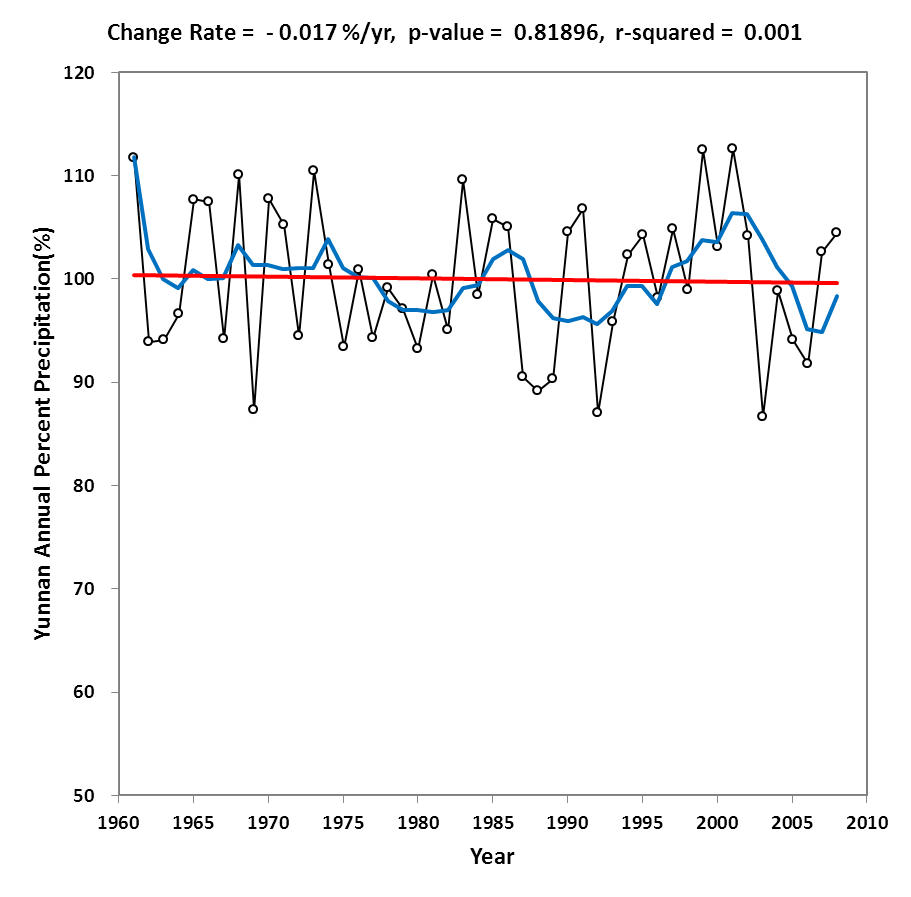 Change Rate = - 0.017 %/yr, p-value = 0.81896, r-squared = 0.001
120
110
100
90
80
70
60
50
Yunnan Annual Percent Precipitation(%)
1960 1965 1970 1975 1980 1985 1990 1995 2000 2005 2010
Year